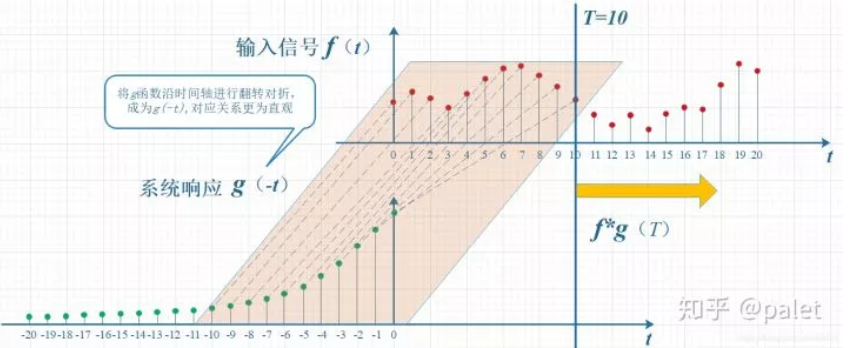 T=10
输入信号 f（t）
将g函数沿时间轴进行翻转对折，
成为g(-t),对应关系更为直观
0 1 2 3 4 5 6 7 8 9 10 11 12 13 14 15 16 17 18 19 20
t
系统响应 g（-t）
f*g（T）
知乎 @palet
-20 -19 -18 -17 -16 -15 -14 -13 -12 -11 -10 -9 -8 -7 -6 -5 -4 -3 -2 -1 0
t